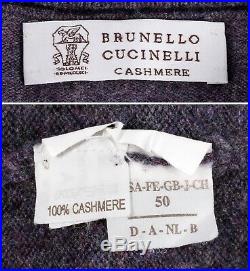 BRUNELLO
CUCINELLI
CASHMERE
SOLOMEO
100% CASHMERE
SA-FE-GB-J-CH
50
D-A-NL-B